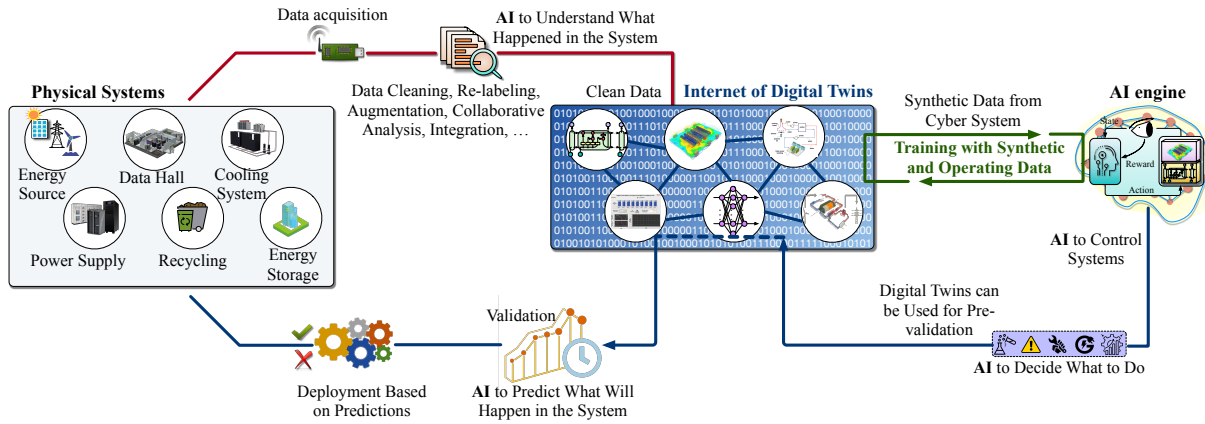 Data acquisition
AI to Understand What
Happened in the System
Data Cleaning, Re-labeling,
Augmentation, Collaborative
Analysis, Integration, …
Physical Systems
Energy
Source
Data Hall
Cooling
System
Power Supply
Recycling
Energy
Storage
Clean Data
Internet of Digital Twins
Synthetic Data from
Cyber System
Training with Synthetic
and Operating Data
AI engine
State
Reward
Action
AI to Control
Systems
Digital Twins can
be Used for Pre-
validation
AI to Decide What to Do
Validation
AI to Predict What Will
Happen in the System
Deployment Based
on Predictions